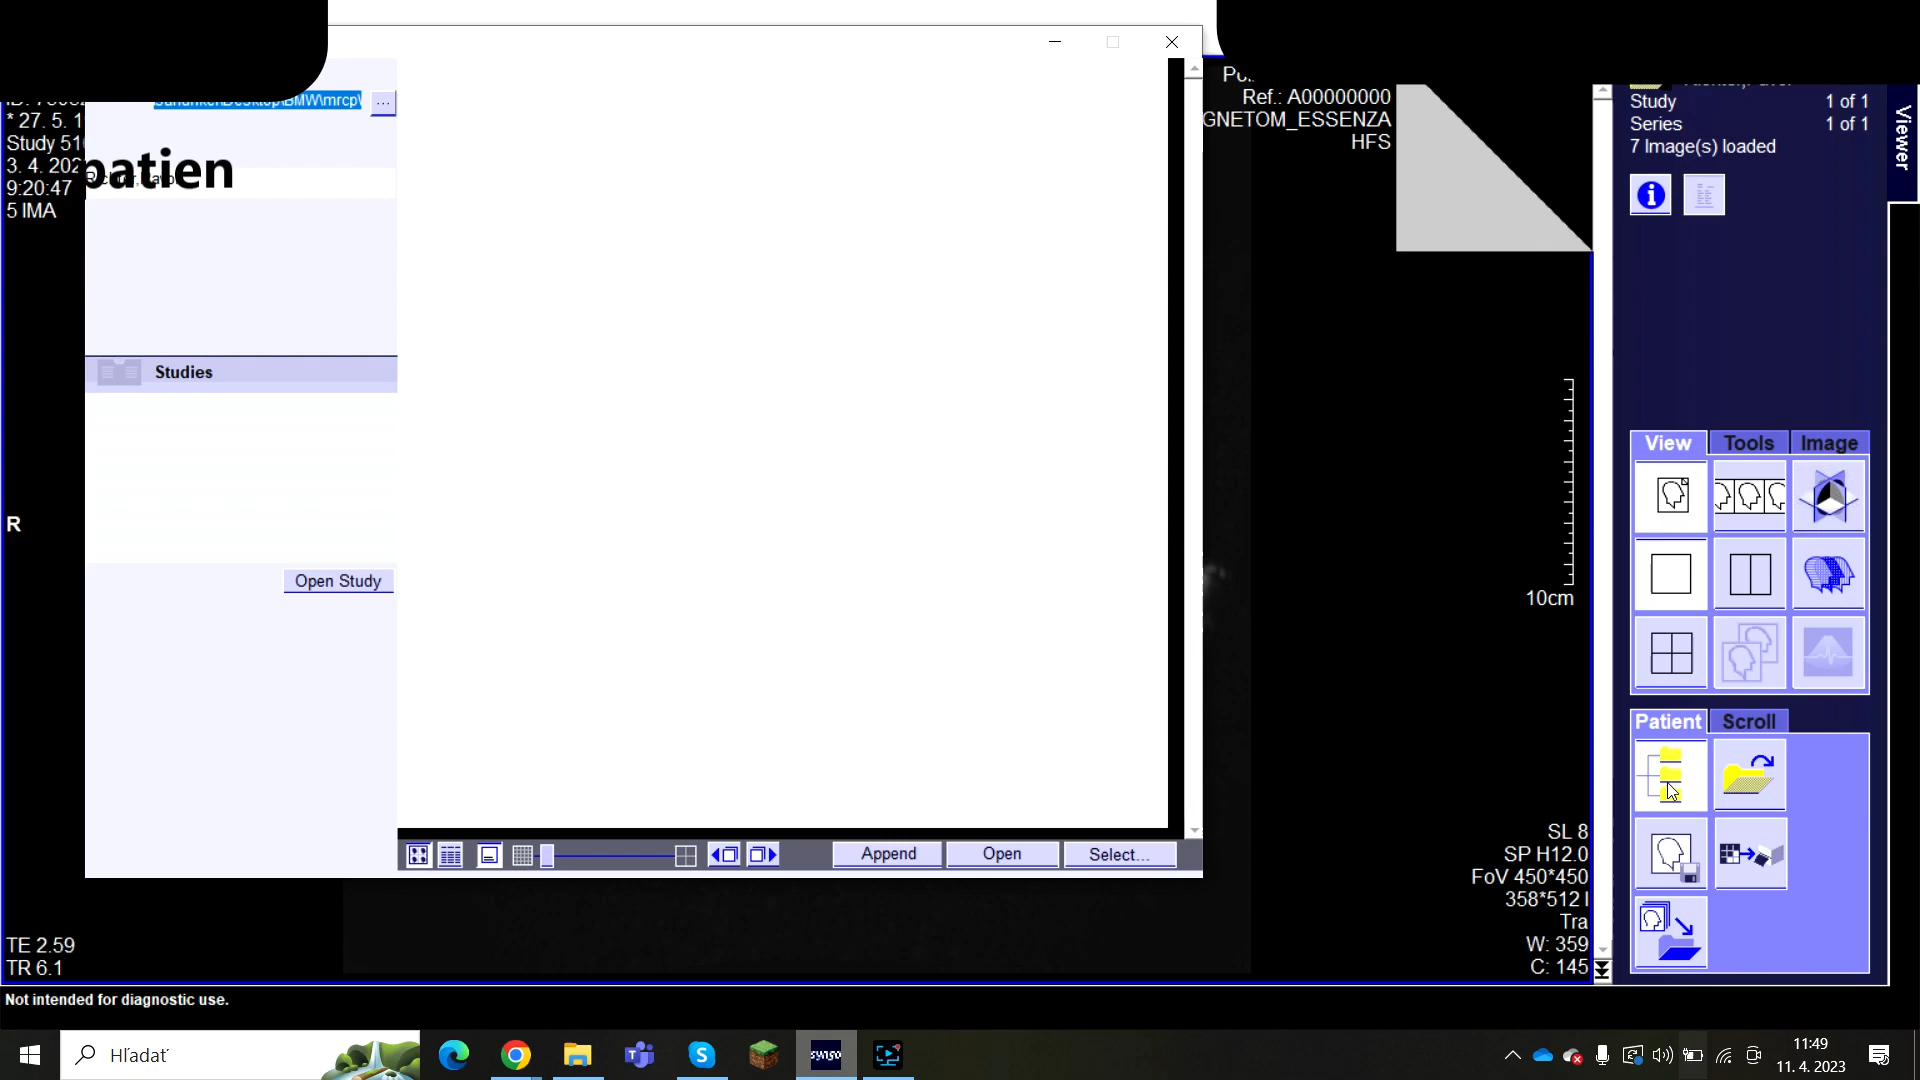 Ref.: A00000000
GNETOM_ESSENZA
HFS
* 27. 5. 1
3. 4. 202
9:20:47
5 IMA
patien
Studies
Open Study
R
TE 2.59
TR 6.1
Not intended for diagnostic use.
Append
Open
Select...
10cm
SL 8
SP H12.0
FoV 450*450
358*512 I
Tra
W: 359
C: 145
Study 1 of 1
Series 1 of 1
7 Image(s) loaded
Viewer
View Tools Image
Patient Scroll
Hľadať
syngo
11:49
11. 4. 2023